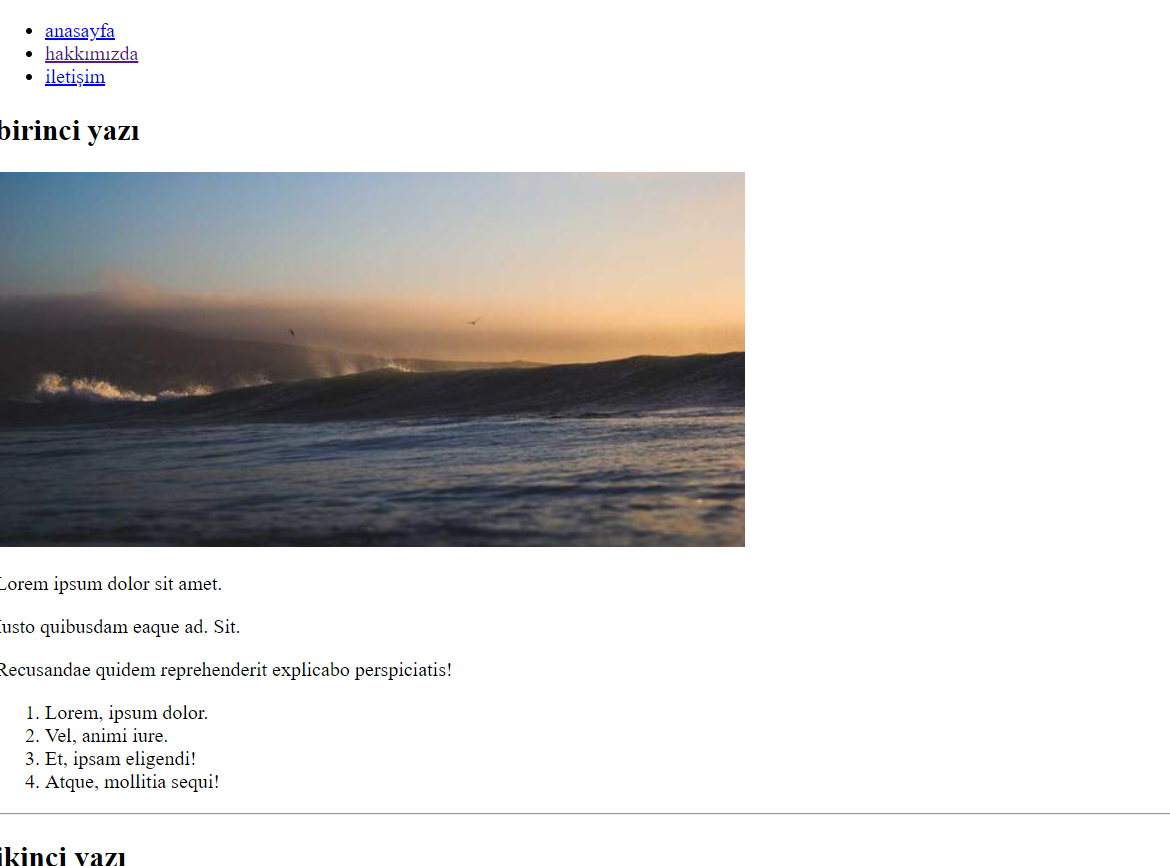 anasayfa
hakkımızda
iletişim
birinci yazı
Lorem ipsum dolor sit amet.
Iusto quibusdam eaque ad. Sit.
Recusandae quidem reprehenderit explicabo perspiciatis!
1. Lorem, ipsum dolor.
2. Vel, animi iure.
3. Et, ipsam eligendi!
4. Atque, mollitia sequi!
ikinci yazı